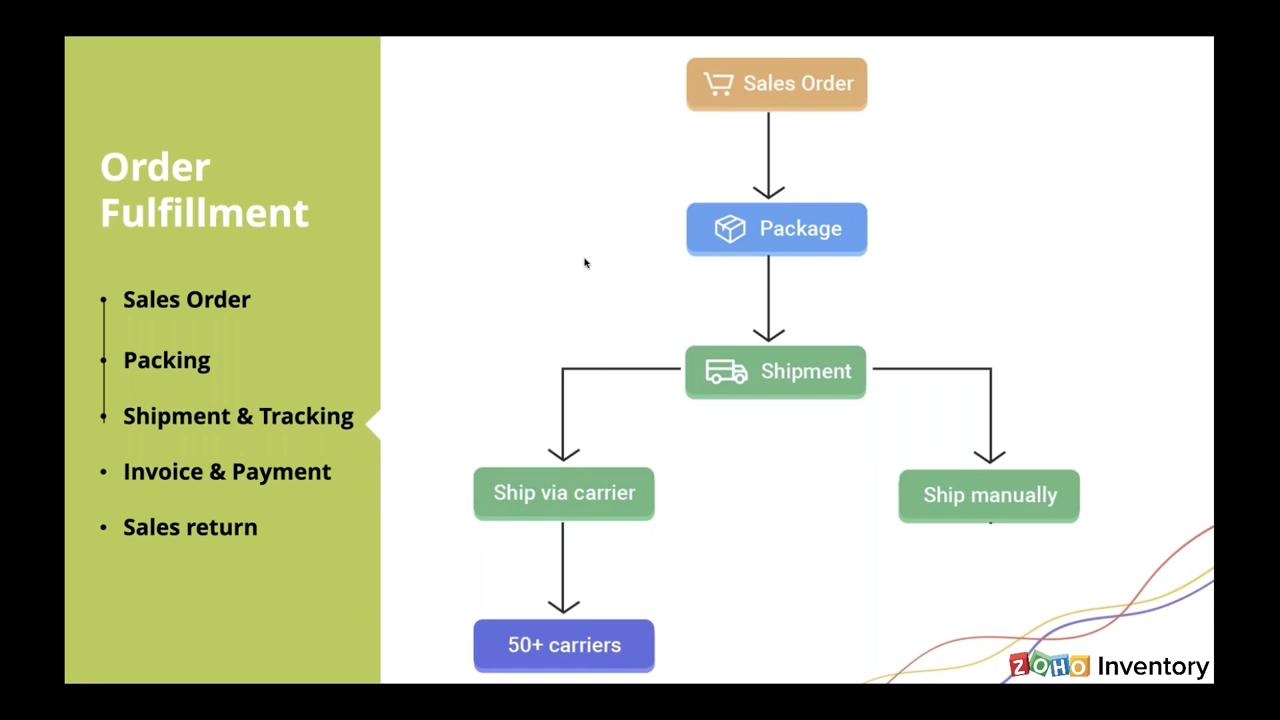 Order
Fulfillment
Sales Order
Packing
Shipment & Tracking
Invoice & Payment
Sales return
Sales Order
Package
Shipment
Ship via carrier
Ship manually
50+ carriers
ZOHO Inventory